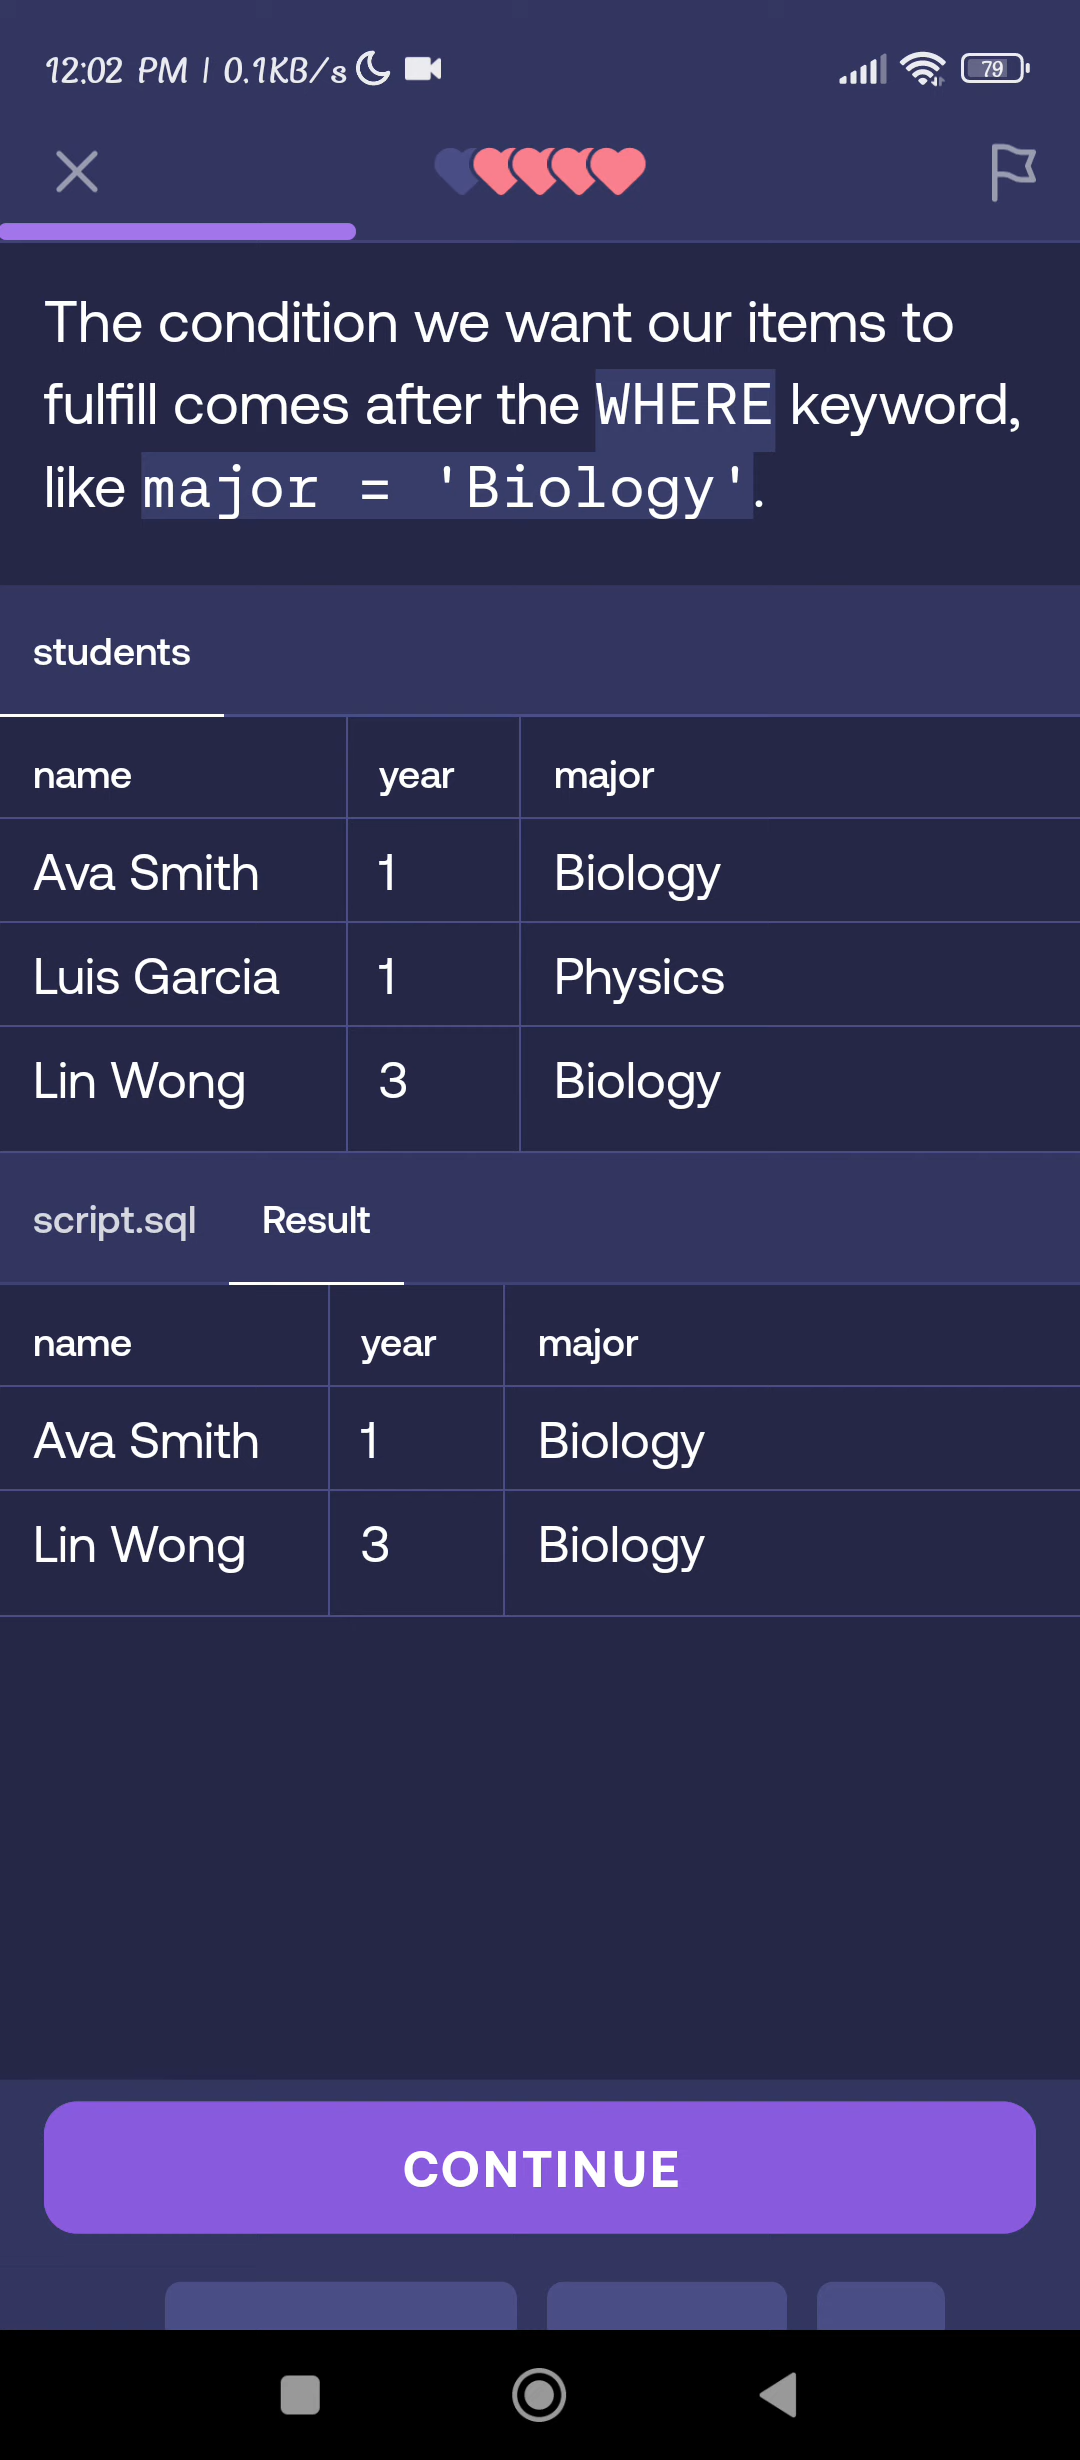 12:02 PM | 0.1KB/s
79
The condition we want our items to
fulfill comes after the WHERE keyword,
like major = 'Biology'.
students
name year major
Ava Smith 1 Biology
Luis Garcia 1 Physics
Lin Wong 3 Biology
script.sql Result
name year major
Ava Smith 1 Biology
Lin Wong 3 Biology
CONTINUE